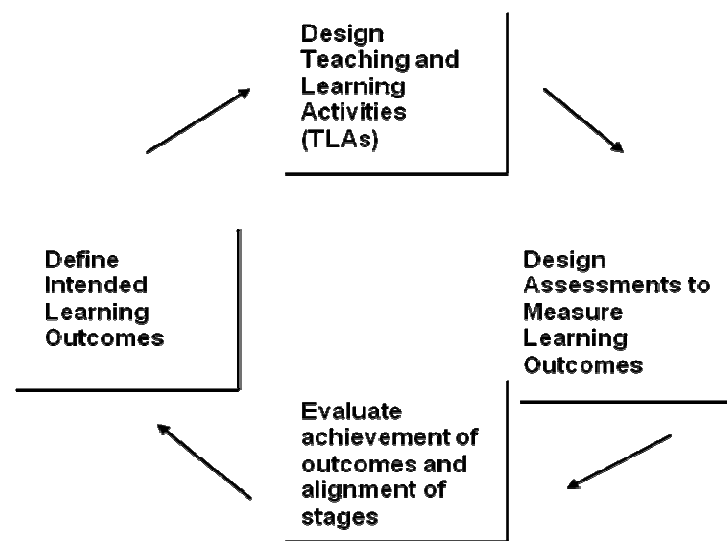 Design
Teaching and
Learning
Activities
(TLAs)
Define
Intended
Learning
Outcomes
Design
Assessments to
Measure
Learning
Outcomes
Evaluate
achievement of
outcomes and
alignment of
stages